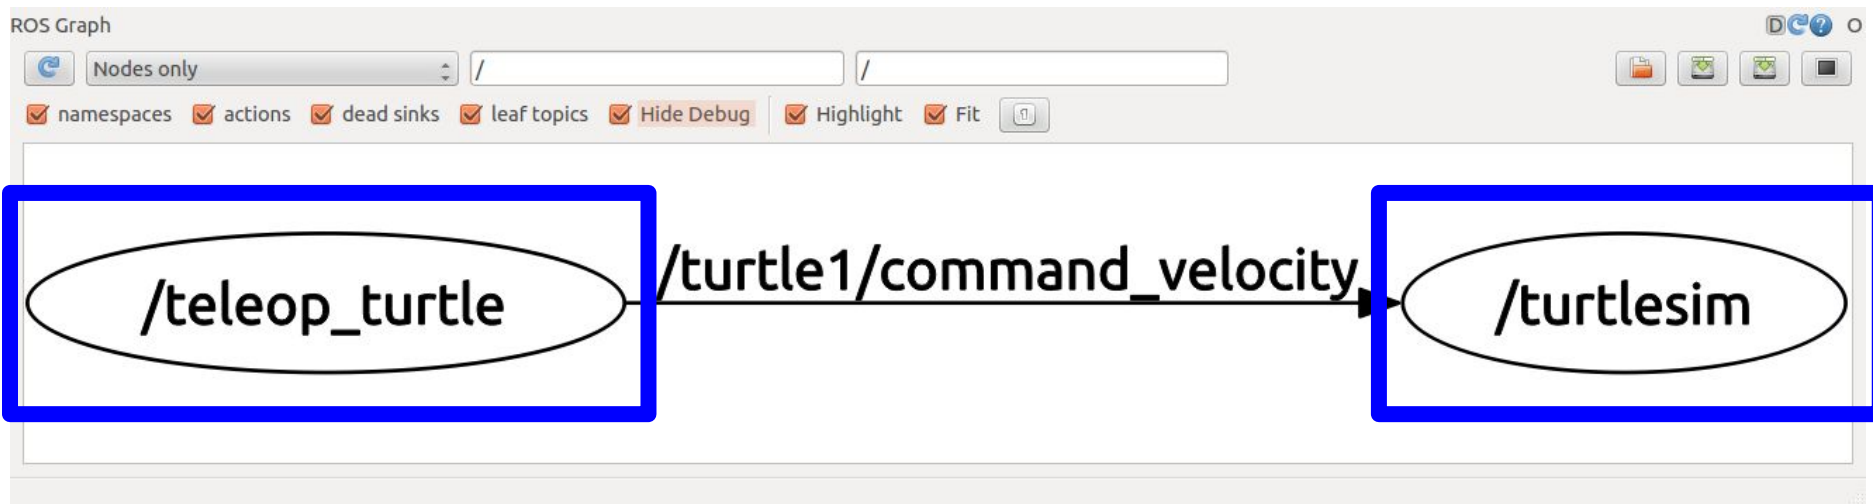 ROS Graph D ? O
Nodes only / /
namespaces actions dead sinks leaf topics Hide Debug Highlight Fit
/teleop_turtle /turtle1/command_velocity /turtlesim